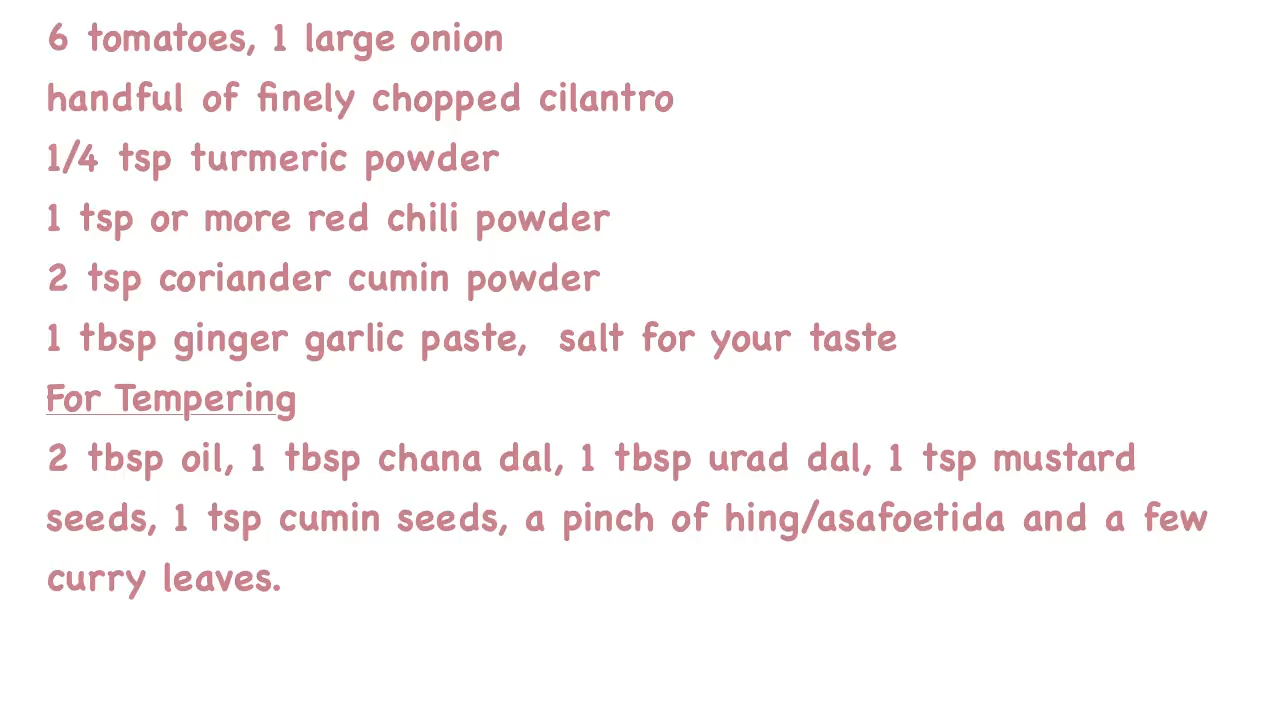 6 tomatoes, 1 large onion
handful of finely chopped cilantro
1/4 tsp turmeric powder
1 tsp or more red chili powder
2 tsp coriander cumin powder
1 tbsp ginger garlic paste,  salt for your taste
For Tempering
2 tbsp oil, 1 tbsp chana dal, 1 tbsp urad dal, 1 tsp mustard
seeds, 1 tsp cumin seeds, a pinch of hing/asafoetida and a few
curry leaves.